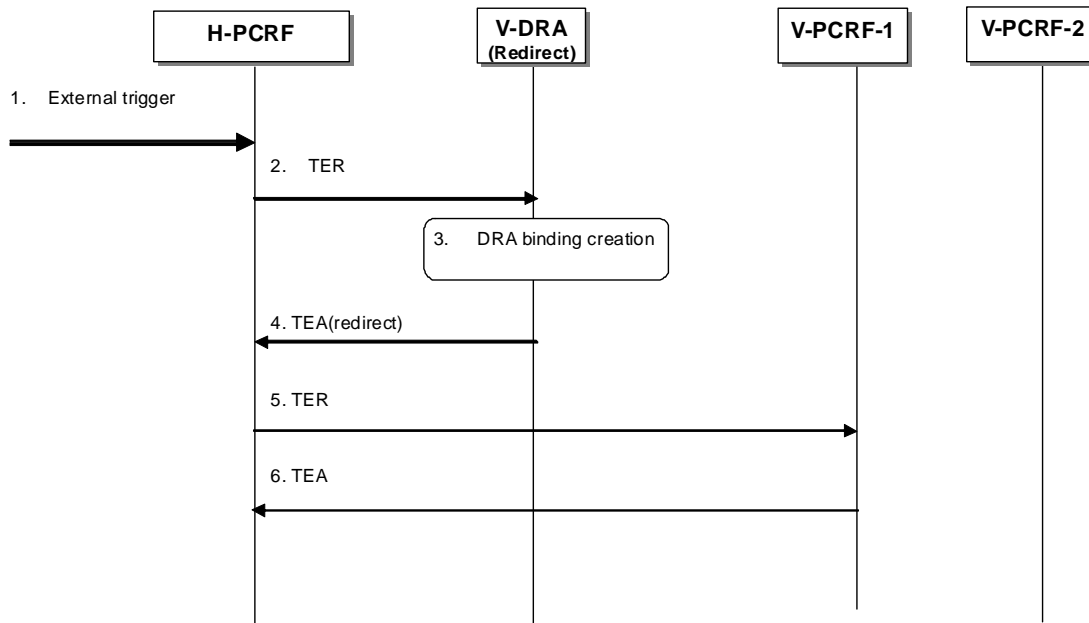 H-PCRF
V-DRA
(Redirect)
V-PCRF-1
V-PCRF-2
1. External trigger
2. TER
3. DRA binding creation
4. TEA(redirect)
5. TER
6. TEA